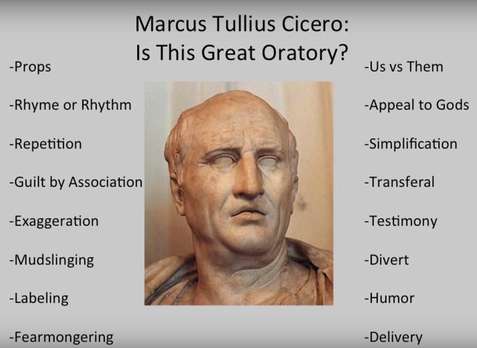 Marcus Tullius Cicero:
Is This Great Oratory?
-Props
-Rhyme or Rhythm
-Repetition
-Guilt by Association
-Exaggeration
-Mudslinging
-Labeling
-Fearmongering
-Us vs Them
-Appeal to Gods
-Simplification
-Transferal
-Testimony
-Divert
-Humor
-Delivery